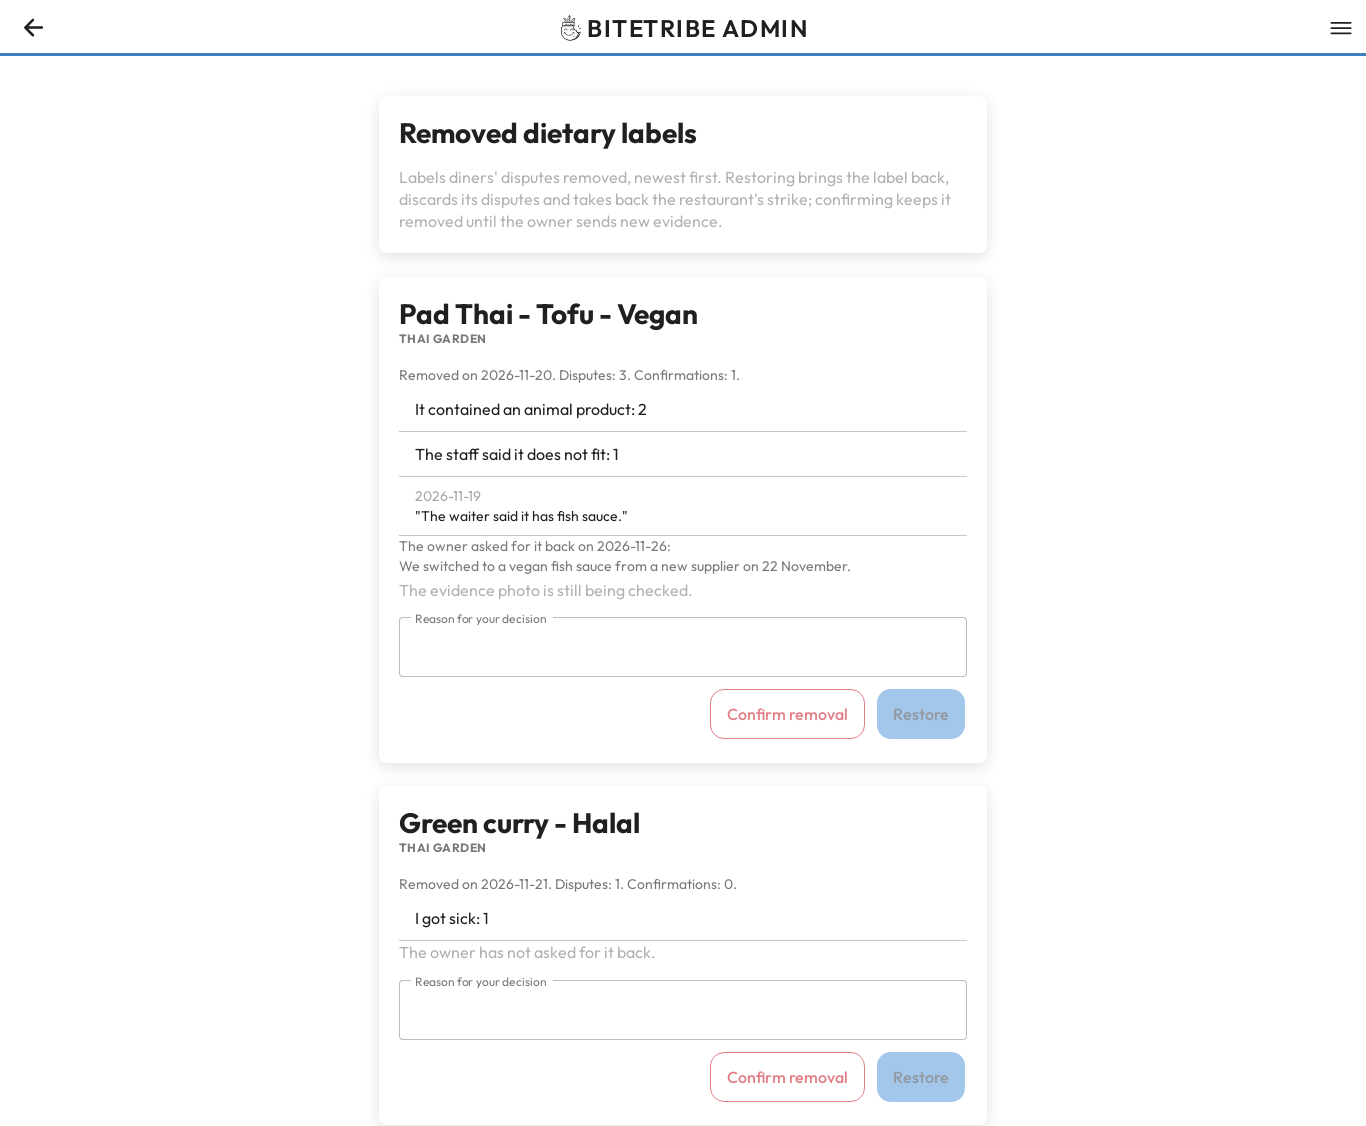 BITETRIBE ADMIN
Removed dietary labels
Labels diners' disputes removed, newest first. Restoring brings the label back,
discards its disputes and takes back the restaurant's strike; confirming keeps it
removed until the owner sends new evidence.
Pad Thai - Tofu - Vegan
THAI GARDEN
Removed on 2026-11-20. Disputes: 3. Confirmations: 1.
It contained an animal product: 2
The staff said it does not fit: 1
2026-11-19
"The waiter said it has fish sauce."
The owner asked for it back on 2026-11-26:
We switched to a vegan fish sauce from a new supplier on 22 November.
The evidence photo is still being checked.
Reason for your decision
Confirm removal
Restore
Green curry - Halal
THAI GARDEN
Removed on 2026-11-21. Disputes: 1. Confirmations: 0.
I got sick: 1
The owner has not asked for it back.
Reason for your decision
Confirm removal
Restore